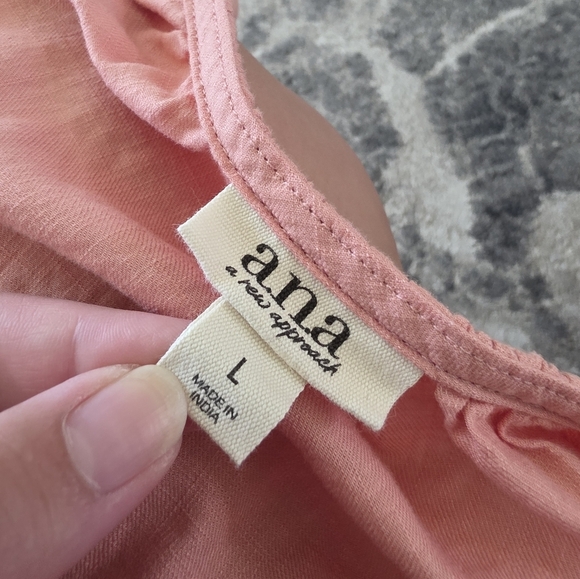 a.n.a
a new approach
L
MADE IN
INDIA